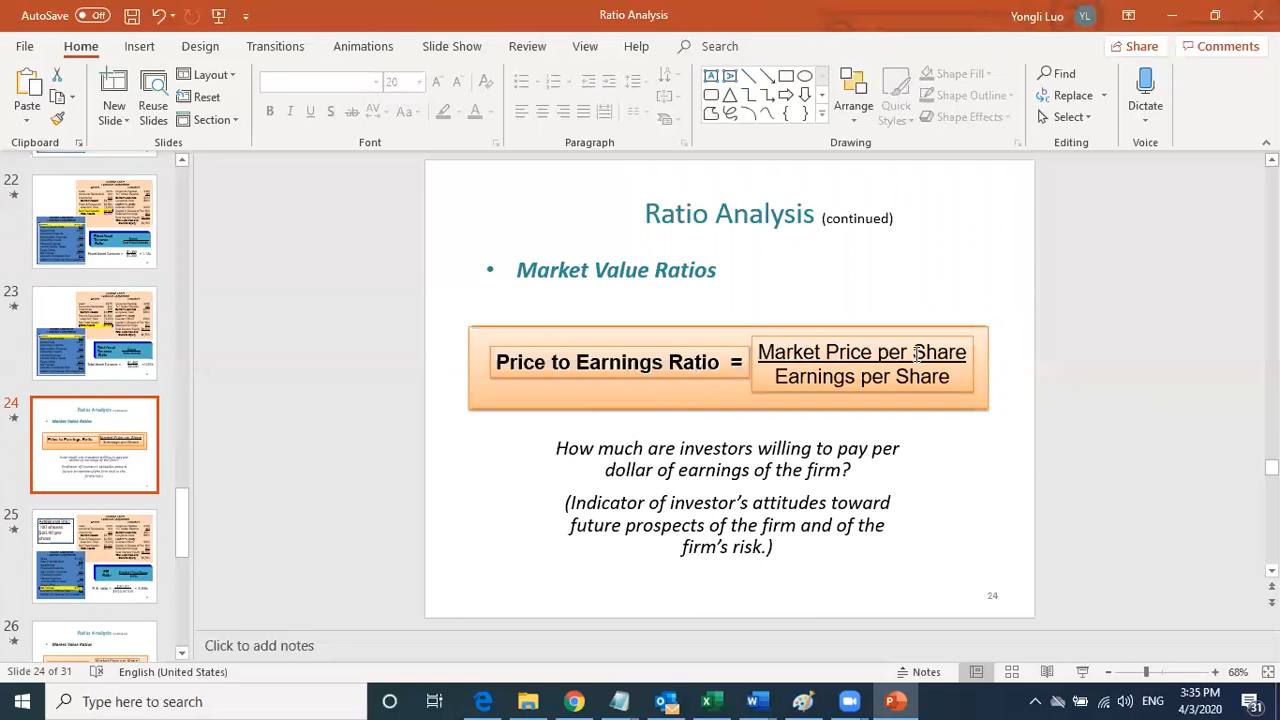 AutoSave Off Ratio Analysis Yongli Luo YL
File Home Insert Design Transitions Animations Slide Show Review View Help Search Share Comments
Paste
New Slide
Reuse Slides
Layout
Reset
Section
20
Arrange
Quick Styles
Shape Fill
Shape Outline
Shape Effects
Find
Replace
Select
Dictate
Clipboard Slides Font Paragraph Drawing Editing Voice
22
23
24
25
26
Ratio Analysis (continued)
• Market Value Ratios
Price to Earnings Ratio = Market Price per Share
Earnings per Share
How much are investors willing to pay per
dollar of earnings of the firm?
(Indicator of investor's attitudes toward
future prospects of the firm and of the
firm's risk.)
24
Click to add notes
Slide 24 of 31 English (United States) Notes 68%
Type here to search ENG 3:35 PM
4/3/2020 31